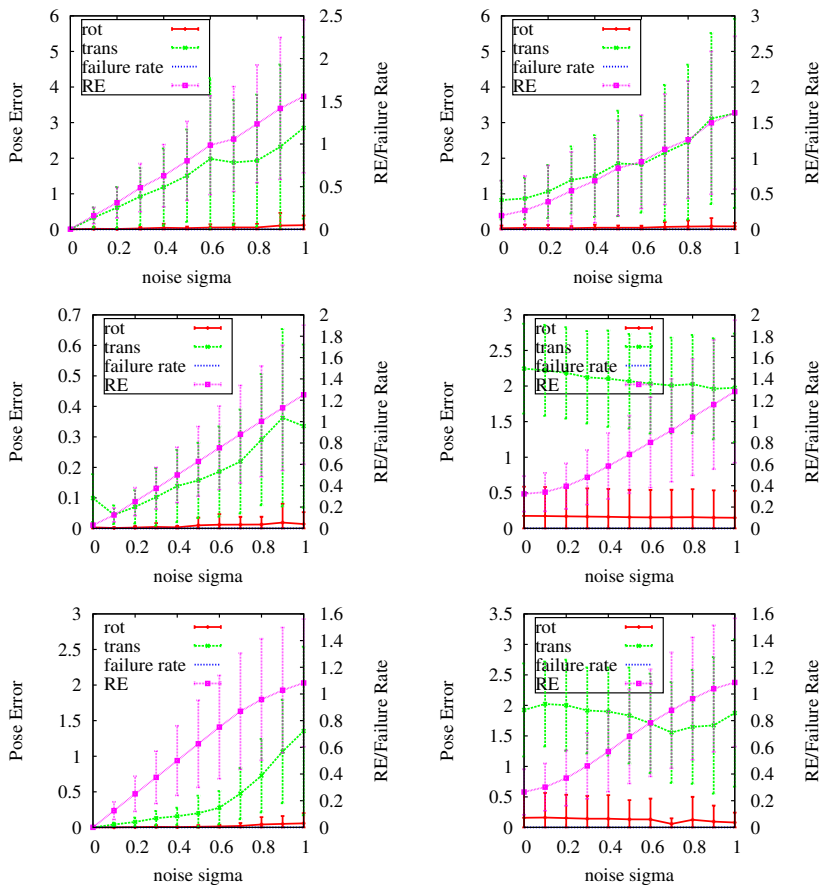 Pose Error
6
5
4
3
2
1
0
rot
trans
failure rate
RE
2.5
2
1.5
1
0.5
0
RE/Failure Rate
0 0.2 0.4 0.6 0.8 1
noise sigma
Pose Error
6
5
4
3
2
1
0
rot
trans
failure rate
RE
3
2.5
2
1.5
1
0.5
0
RE/Failure Rate
0 0.2 0.4 0.6 0.8 1
noise sigma
Pose Error
0.7
0.6
0.5
0.4
0.3
0.2
0.1
0
rot
trans
failure rate
RE
2
1.8
1.6
1.4
1.2
1
0.8
0.6
0.4
0.2
0
RE/Failure Rate
0 0.2 0.4 0.6 0.8 1
noise sigma
Pose Error
3
2.5
2
1.5
1
0.5
0
rot
trans
failure rate
RE
2
1.8
1.6
1.4
1.2
1
0.8
0.6
0.4
0.2
0
RE/Failure Rate
0 0.2 0.4 0.6 0.8 1
noise sigma
Pose Error
3
2.5
2
1.5
1
0.5
0
rot
trans
failure rate
RE
1.6
1.4
1.2
1
0.8
0.6
0.4
0.2
0
RE/Failure Rate
0 0.2 0.4 0.6 0.8 1
noise sigma
Pose Error
3.5
3
2.5
2
1.5
1
0.5
0
rot
trans
failure rate
RE
1.6
1.4
1.2
1
0.8
0.6
0.4
0.2
0
RE/Failure Rate
0 0.2 0.4 0.6 0.8 1
noise sigma